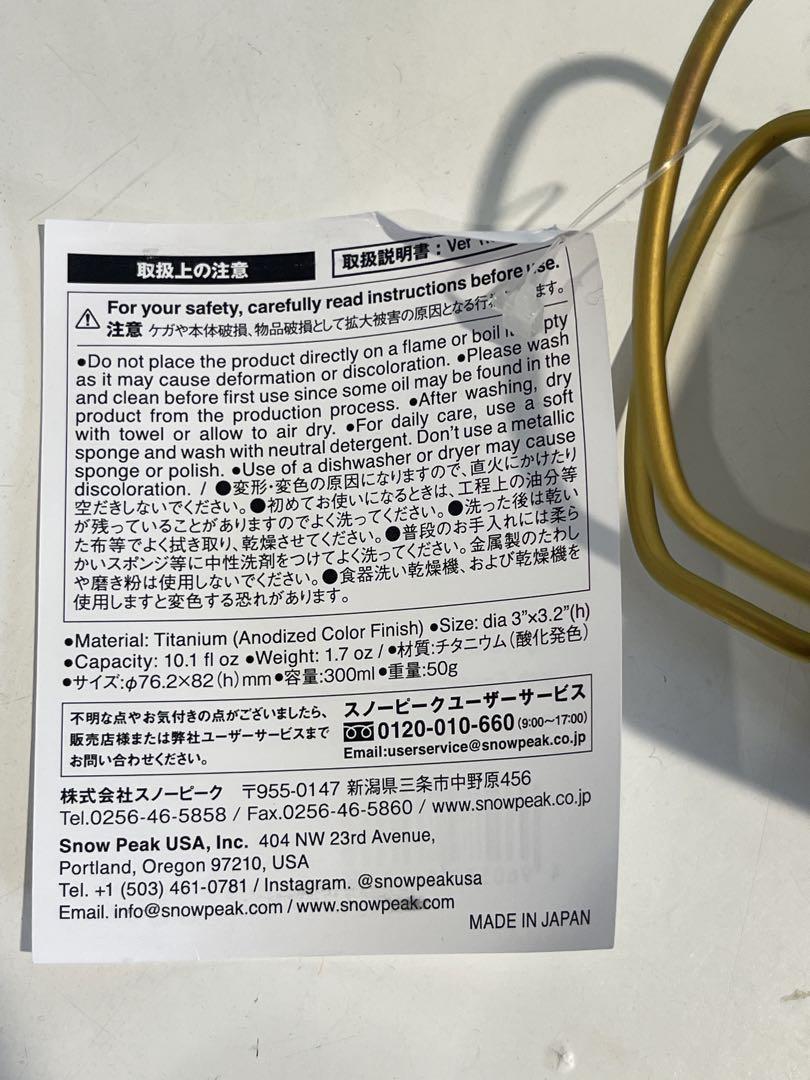 取扱上の注意
取扱説明書：Ver
For your safety, carefully read instructions before use.
注意 ケガや本体破損、物品破損として拡大被害の原因となる行 ます。
●Do not place the product directly on a flame or boil
as it may cause deformation or discoloration. ●Please wash
and clean before first use since some oil may be found in the
product from the production process. ●After washing, dry
with towel or allow to air dry. ●For daily care, use a soft
sponge and wash with neutral detergent. Don't use a metallic
sponge or polish. ●Use of a dishwasher or dryer may cause
discoloration. / ●変形・変色の原因になりますので、直火にかけたり
空だきしないでください。●初めてお使いになるときは、工程上の油分等
が残っていることがありますのでよく洗ってください。●洗った後は乾い
た布等でよく拭き取り、乾燥させてください。●普段のお手入れには柔ら
かいスポンジ等に中性洗剤をつけてよく洗ってください。金属製のたわし
や磨き粉は使用しないでください。●食器洗い乾燥機、および乾燥機を
使用しますと変色する恐れがあります。
●Material: Titanium (Anodized Color Finish) ●Size: dia 3”×3.2”(h)
●Capacity: 10.1 fl oz ●Weight: 1.7 oz / ●材質:チタニウム（酸化発色）
●サイズ:φ76.2×82(h)mm ●容量:300ml ●重量:50g
不明な点やお気付きの点がございましたら、
販売店様または弊社ユーザーサービスまで
お問い合わせください。
スノーピークユーザーサービス
0120-010-660 (9:00〜17:00)
Email:userservice@snowpeak.co.jp
株式会社スノーピーク 〒955-0147 新潟県三条市中野原456
Tel.0256-46-5858 / Fax.0256-46-5860 / www.snowpeak.co.jp
Snow Peak USA, Inc. 404 NW 23rd Avenue,
Portland, Oregon 97210, USA
Tel. +1 (503) 461-0781 / Instagram. @snowpeakusa
Email. info@snowpeak.com / www.snowpeak.com
MADE IN JAPAN